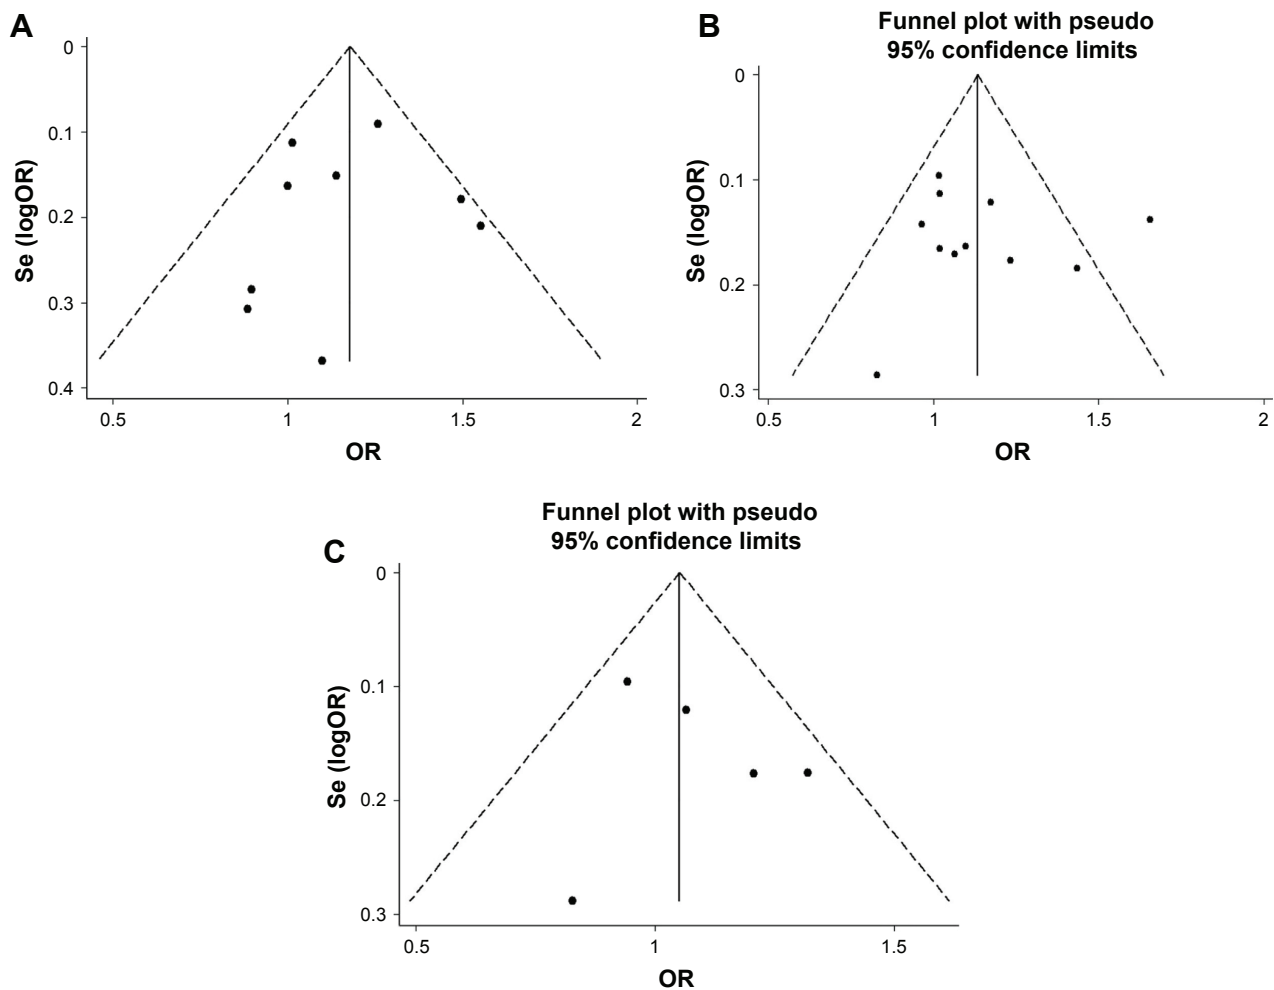 A
0
0.1
0.2
0.3
0.4
Se (logOR)
0.5
1
1.5
2
OR
B
Funnel plot with pseudo
95% confidence limits
0
0.1
0.2
0.3
Se (logOR)
0.5
1
1.5
2
OR
C
Funnel plot with pseudo
95% confidence limits
0
0.1
0.2
0.3
Se (logOR)
0.5
1
1.5
OR